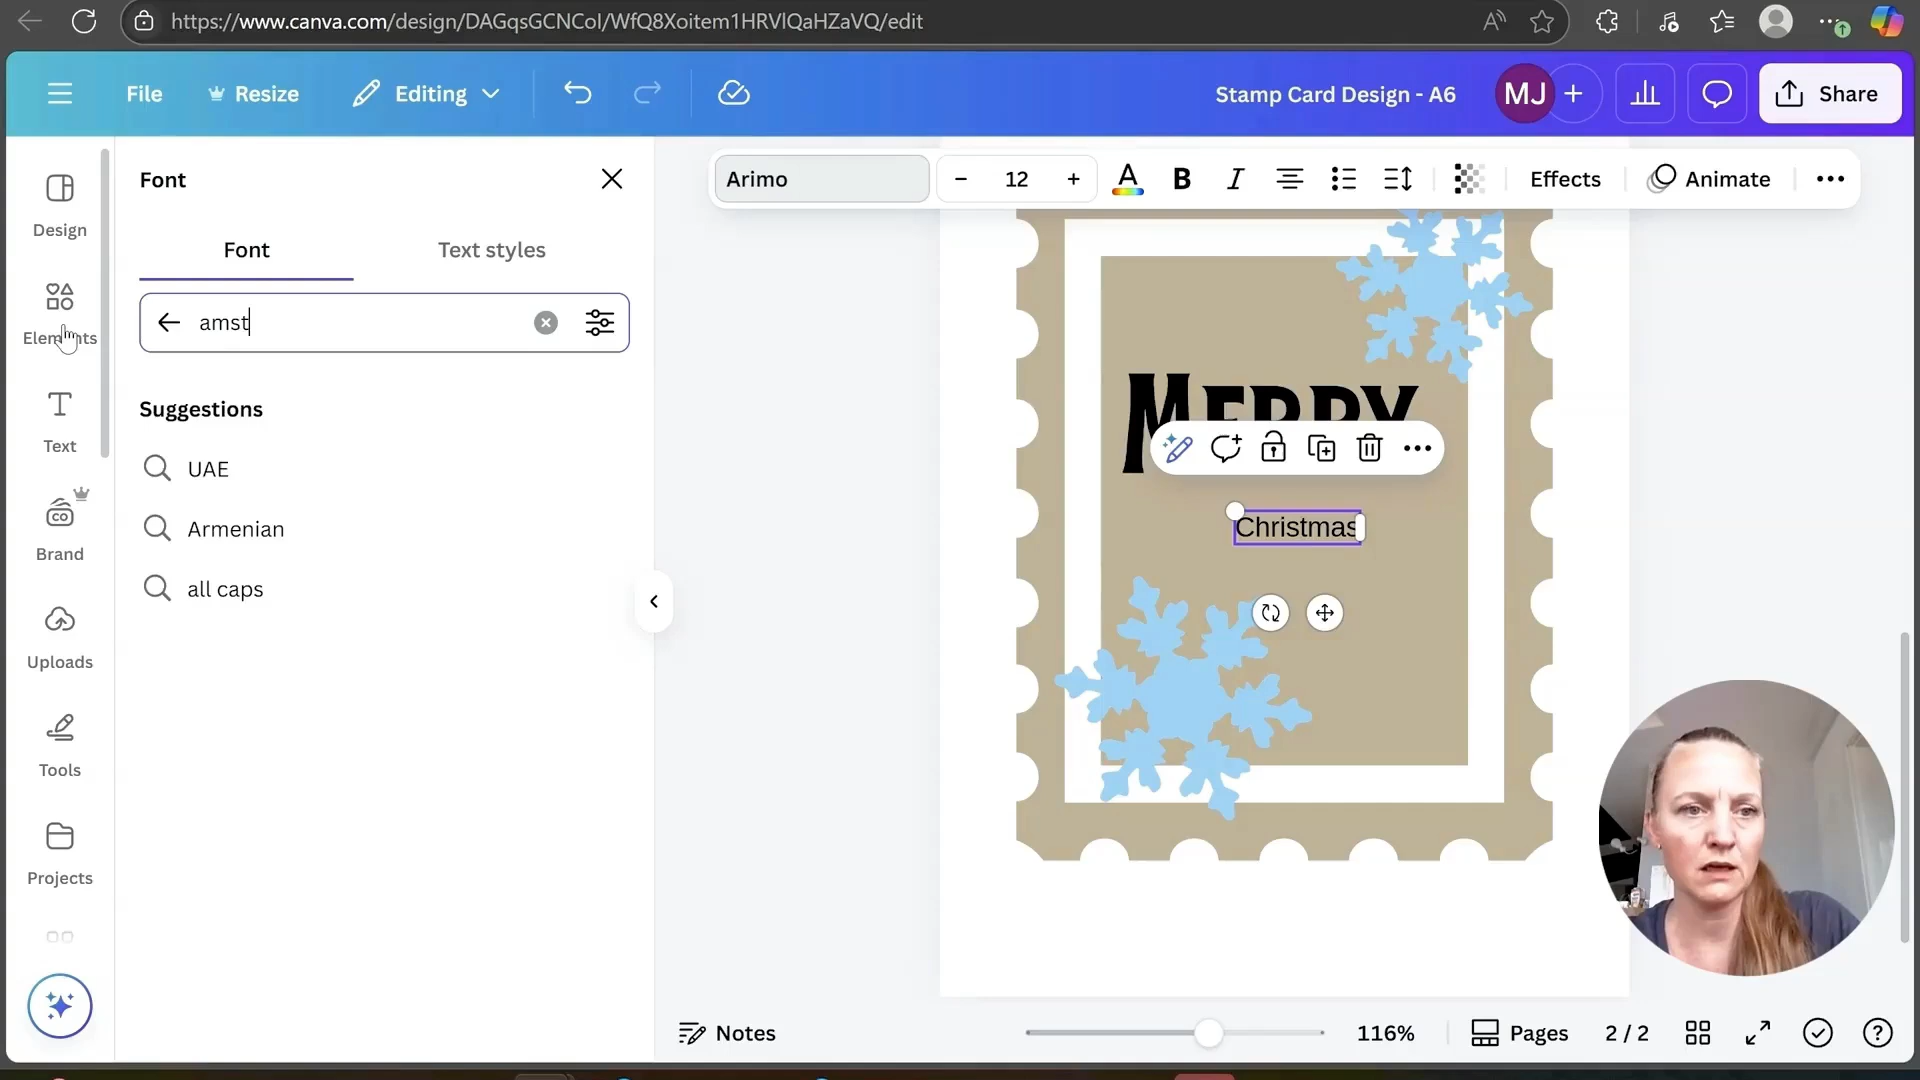 https://www.canva.com/design/DAGqsGCNCoI/WfQ8Xoitem1HRVlQaHZaVQ/edit
File
Resize
Editing
Stamp Card Design - A6
MJ
Share
Design
Elements
Text
Brand
Uploads
Tools
Projects
Font
Font
Text styles
amst
Suggestions
UAE
Armenian
all caps
Arimo
12
Effects
Animate
MERRY
Christmas
Notes
116%
Pages
2 / 2